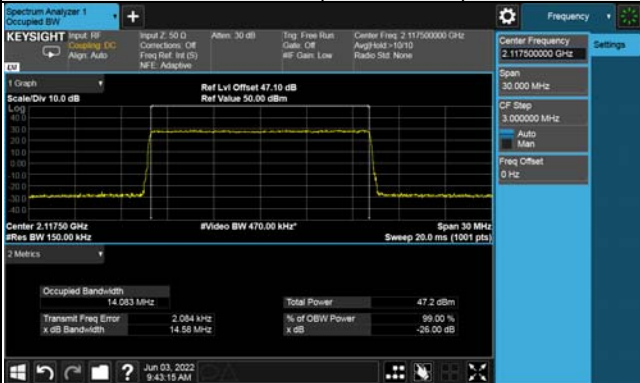 Spectrum Analyzer 1
Occupied BW
Frequency
KEYSIGHT
Input: RF
Coupling: DC
Align: Auto
Input Z: 50 Ω
Corrections: Off
Freq Ref: Int (S)
NFE: Adaptive
Atten: 30 dB
Trig: Free Run
Gate: Off
#IF Gain: Low
Center Freq: 2.117500000 GHz
Avg|Hold:>10/10
Radio Std: None
LXI
1 Graph
Scale/Div 10.0 dB
Ref Lvl Offset 47.10 dB
Ref Value 50.00 dBm
Log
40.0
30.0
20.0
10.0
0.00
-10.0
-20.0
-30.0
-40.0
Center 2.11750 GHz
#Res BW 150.00 kHz
#Video BW 470.00 kHz*
Span 30 MHz
Sweep 20.0 ms (1001 pts)
2 Metrics
Occupied Bandwidth
14.083 MHz
Total Power 47.2 dBm
Transmit Freq Error 2.084 kHz
% of OBW Power 99.00 %
x dB Bandwidth 14.58 MHz
x dB -26.00 dB
Jun 03, 2022
9:43:15 AM
Center Frequency
2.117500000 GHz
Settings
Span
30.000 MHz
CF Step
3.000000 MHz
Auto
Man
Freq Offset
0 Hz